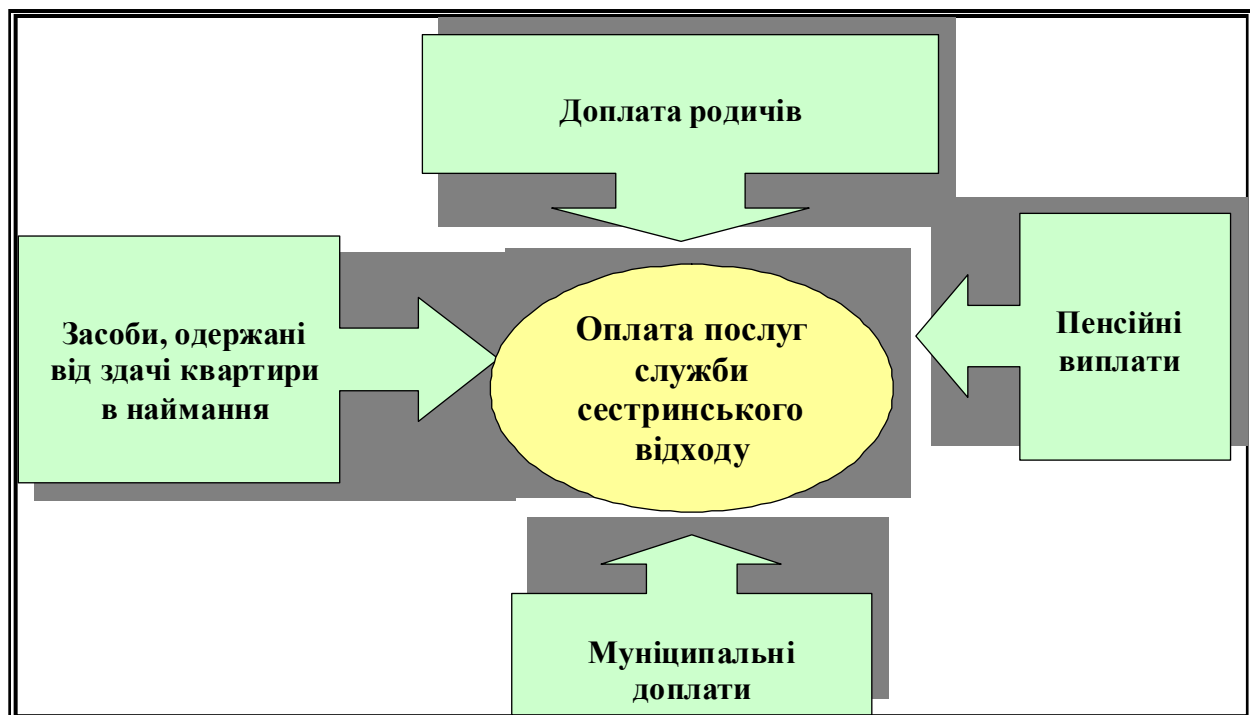 Доплата родичів
Засоби, одержані
від здачі квартири
в наймання
Оплата послуг
служби
сестринського
відходу
Пенсійні
виплати
Муніципальні
доплати